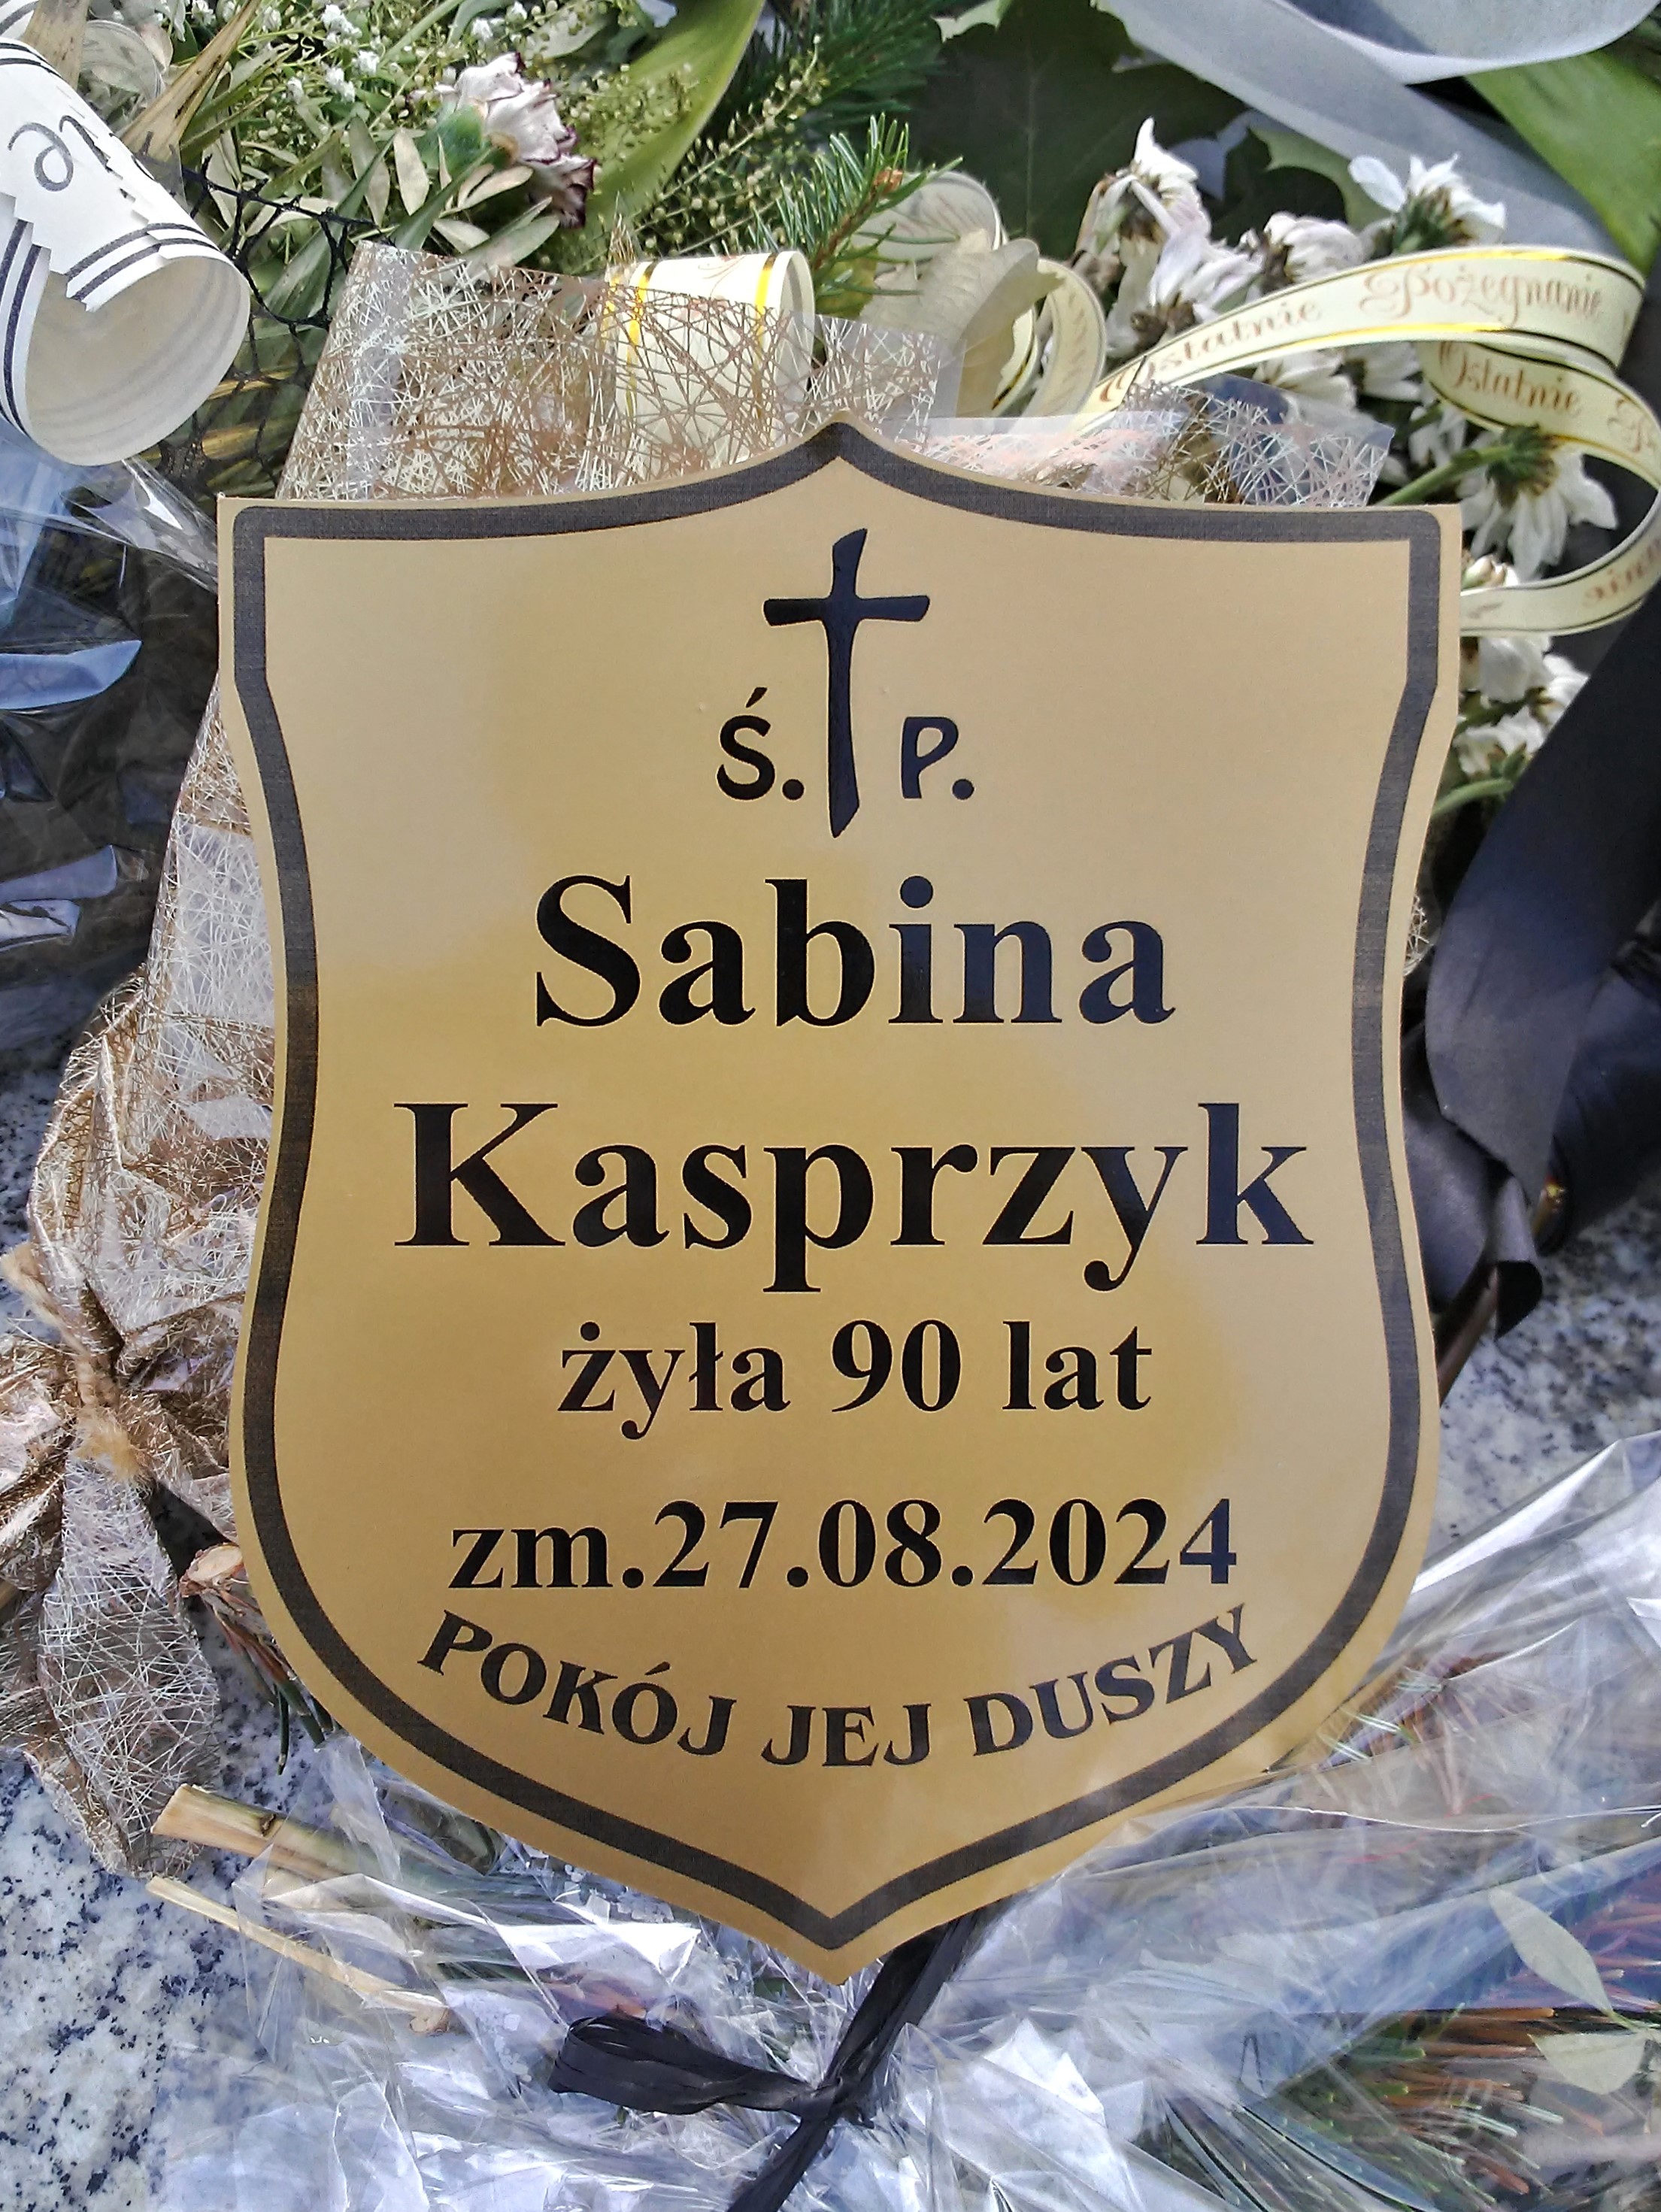 Ostatnie Pożegnanie
Ostatnie
Ś. P.
Sabina
Kasprzyk
żyła 90 lat
zm.27.08.2024
POKÓJ JEJ DUSZY